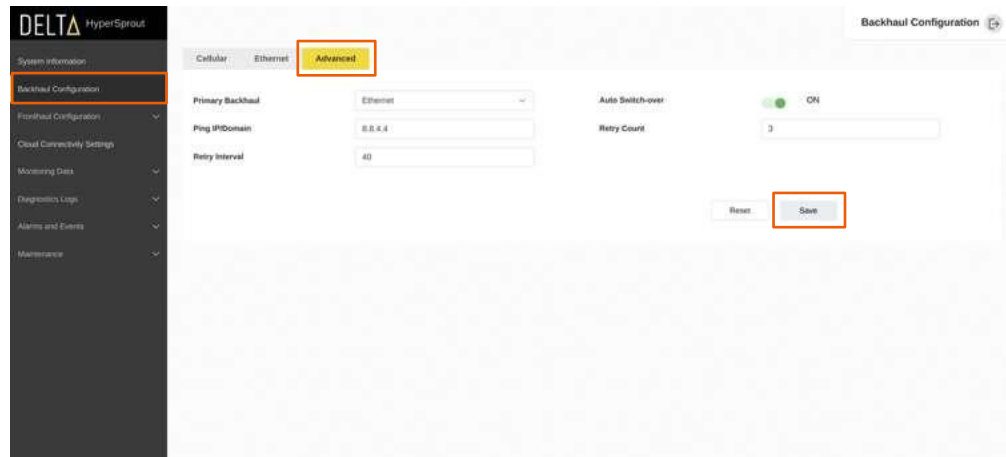 DELTA HyperSprout
Backhaul Configuration
System Information
Backhaul Configuration
Fronthaul Configuration
Cloud Connectivity Settings
Monitoring Data
Diagnostics Logs
Alarms and Events
Maintenance
Cellular Ethernet Advanced
Primary Backhaul Ethernet Auto Switch-over ON
Ping IP/Domain 8.8.4.4 Retry Count 3
Retry Interval 40
Reset Save